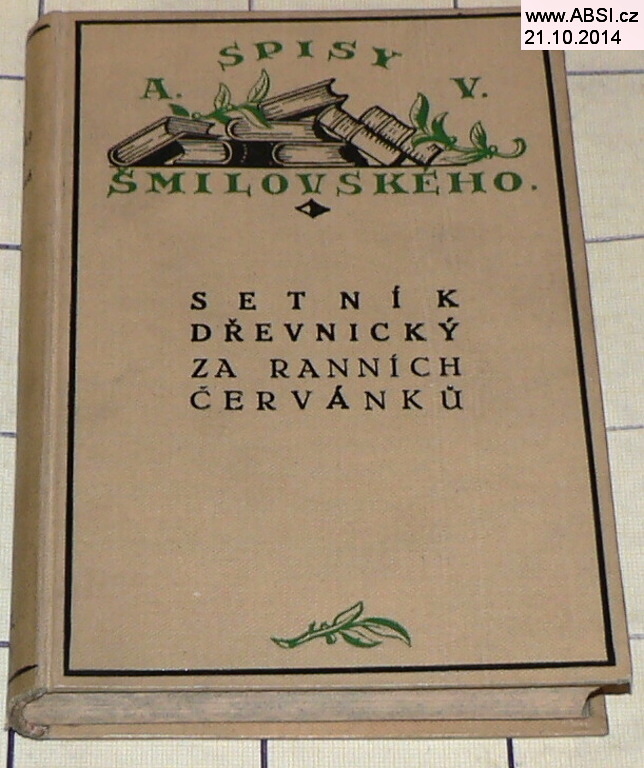 www.ABSI.cz
21.10.2014
SPISY
A. V.
ŠMILOVSKÉHO.
SETNÍK
DŘEVNICKÝ
ZA RANNÍCH
ČERVÁNKŮ